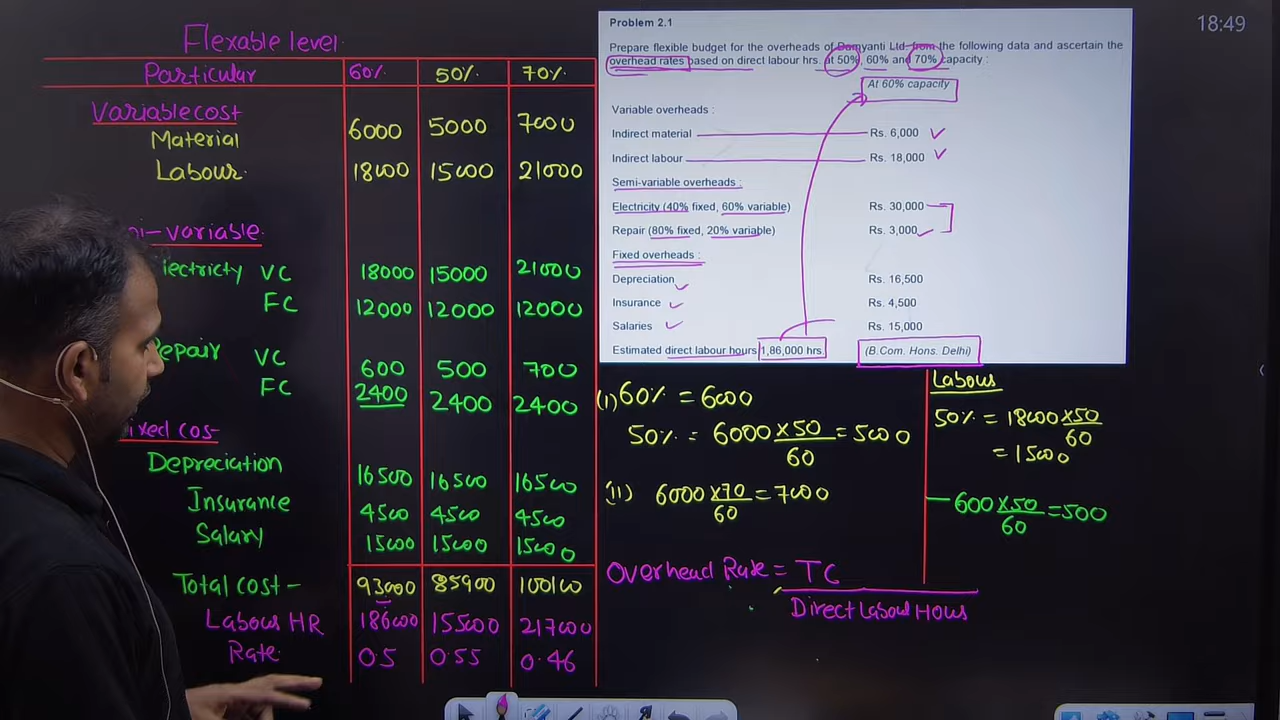 Flexable level.
Particular 60% 50% 70%
Variable cost
Material 6000 5000 7000
Labour. 18000 15000 21000
i-variable.
lectricty VC 18000 15000 21000
FC 12000 12000 12000
epair VC 600 500 700
FC 2400 2400 2400
ixed cos-
Depreciation 16500 16500 16500
Insurance 4500 4500 4500
Salary 15000 15000 15000
Total cost - 93000 85900 100100
Labour HR 186000 155000 217000
Rate. 0.5 0.55 0.46
18:49
Problem 2.1
Prepare flexible budget for the overheads of Damyanti Ltd. from the following data and ascertain the
overhead rates based on direct labour hrs. at 50%, 60% and 70% capacity :
At 60% capacity
Variable overheads :
Indirect material Rs. 6,000
Indirect labour Rs. 18,000
Semi-variable overheads :
Electricity (40% fixed, 60% variable) Rs. 30,000
Repair (80% fixed, 20% variable) Rs. 3,000
Fixed overheads :
Depreciation Rs. 16,500
Insurance Rs. 4,500
Salaries Rs. 15,000
Estimated direct labour hours 1,86,000 hrs. (B.Com. Hons. Delhi)
(i) 60% = 6000
50% = 6000 × 50 / 60 = 5000
(ii) 6000 × 70 / 60 = 7000
Labous
50% = 18000 × 50 / 60
= 15000
600 × 50 / 60 = 500
Overhead Rate = TC
Direct Labout Hous